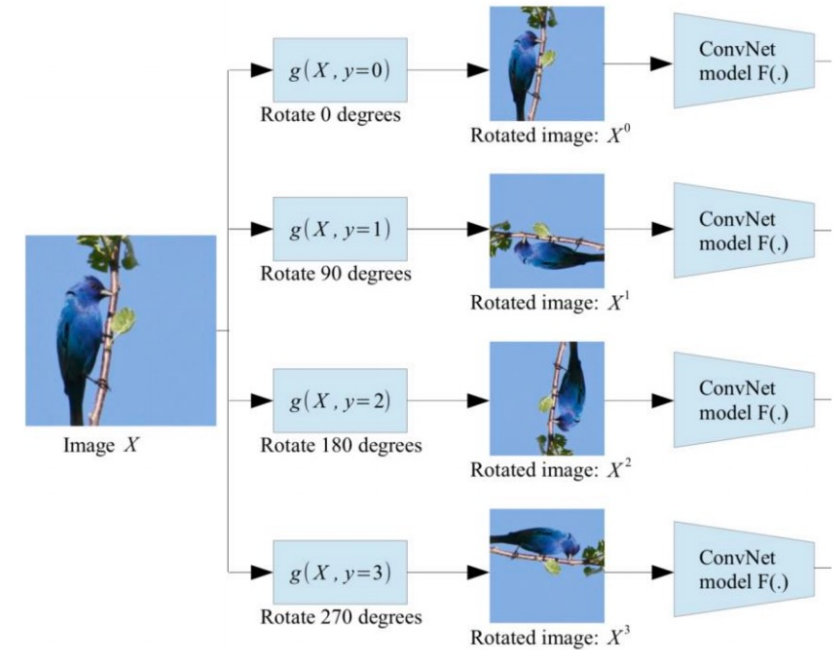 g(X, y=0)
Rotate 0 degrees
Rotated image: X⁰
ConvNet
model F(.)
g(X, y=1)
Rotate 90 degrees
Rotated image: X¹
ConvNet
model F(.)
Image X
g(X, y=2)
Rotate 180 degrees
Rotated image: X²
ConvNet
model F(.)
g(X, y=3)
Rotate 270 degrees
Rotated image: X³
ConvNet
model F(.)